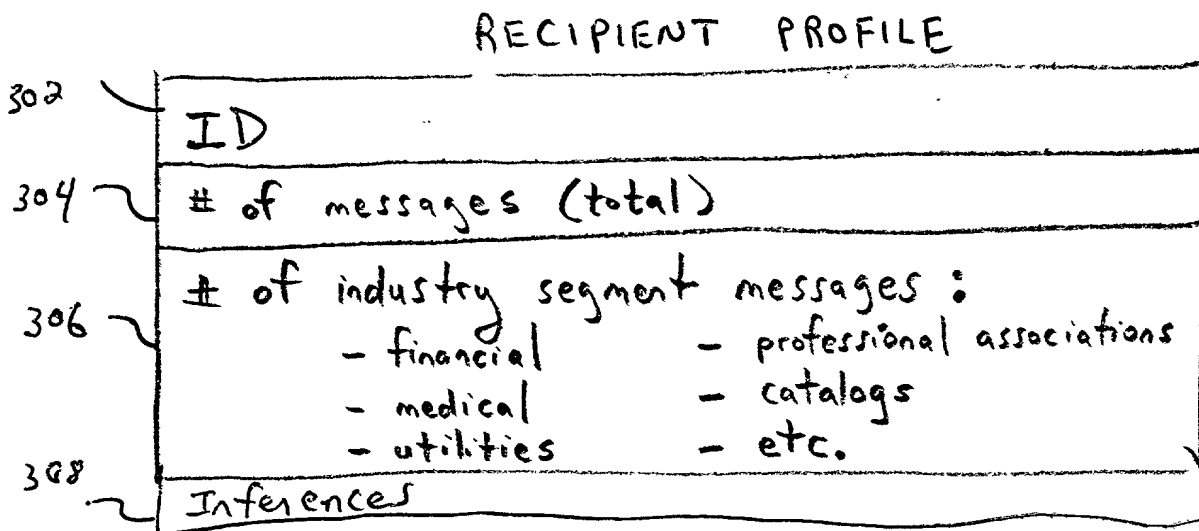 RECIPIENT PROFILE
302
ID
304
# of messages (total)
# of industry segment messages :
306
- financial - professional associations
- medical - catalogs
- utilities - etc.
308
Inferences